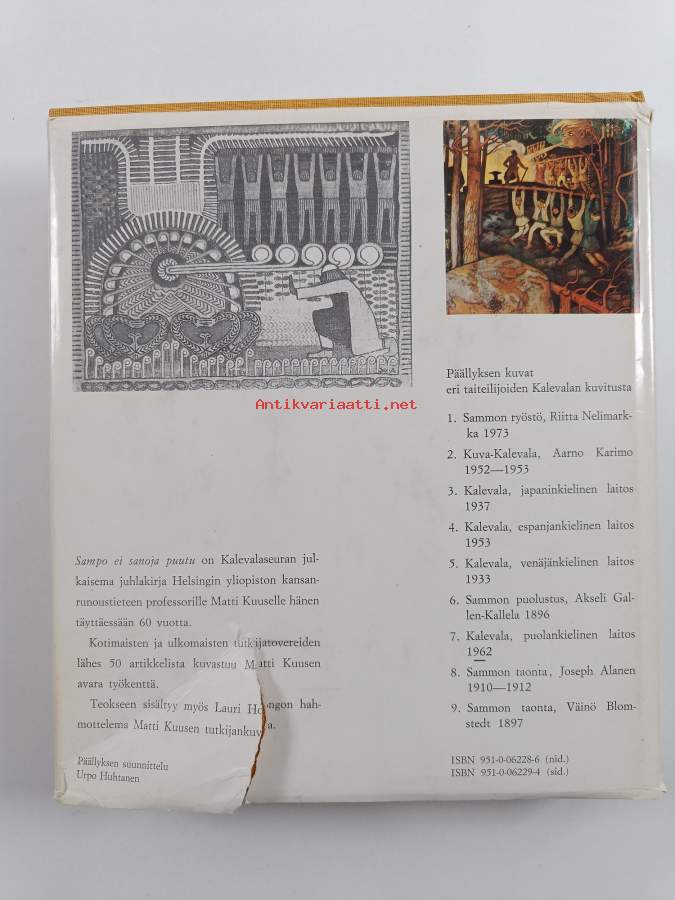 Antikvariaatti.net
Sampo ei sanoja puutu on Kalevalaseuran jul-
kaisema juhlakirja Helsingin yliopiston kansan-
runoustieteen professorille Matti Kuuselle hänen
täyttäessään 60 vuotta.
Kotimaisten ja ulkomaisten tutkijatovereiden
lähes 50 artikkelista kuvastuu Matti Kuusen
avara työkenttä.
Teokseen sisältyy myös Lauri Hongon hah-
mottelema Matti Kuusen tutkijankuva.
Päällyksen suunnittelu
Urpo Huhtanen
Päällyksen kuvat
eri taiteilijoiden Kalevalan kuvitusta
1. Sammon ryöstö, Riitta Nelimark-
ka 1973
2. Kuva-Kalevala, Aarno Karimo
1952—1953
3. Kalevala, japaninkielinen laitos
1937
4. Kalevala, espanjankielinen laitos
1953
5. Kalevala, venäjänkielinen laitos
1933
6. Sammon puolustus, Akseli Gal-
len-Kallela 1896
7. Kalevala, puolankielinen laitos
1962
8. Sammon taonta, Joseph Alanen
1910—1912
9. Sammon taonta, Väinö Blom-
stedt 1897
ISBN 951-0-06228-6 (nid.)
ISBN 951-0-06229-4 (sid.)